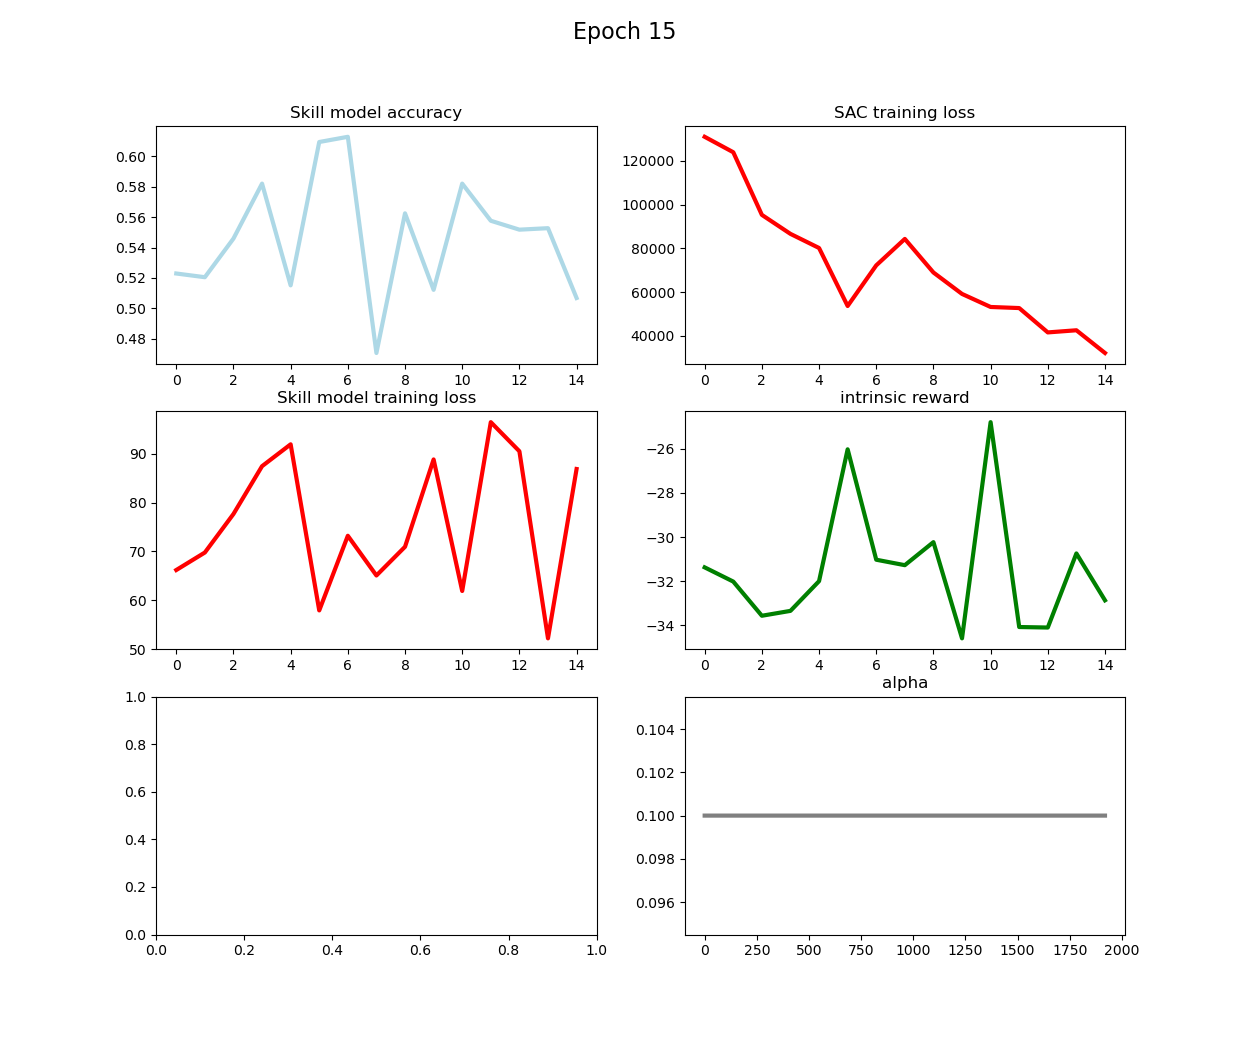 Epoch 15
Skill model accuracy
0.60
0.58
0.56
0.54
0.52
0.50
0.48
0 2 4 6 8 10 12 14
SAC training loss
120000
100000
80000
60000
40000
0 2 4 6 8 10 12 14
Skill model training loss
90
80
70
60
50
0 2 4 6 8 10 12 14
intrinsic reward
−26
−28
−30
−32
−34
0 2 4 6 8 10 12 14
1.0
0.8
0.6
0.4
0.2
0.0
0.0 0.2 0.4 0.6 0.8 1.0
alpha
0.104
0.102
0.100
0.098
0.096
0 250 500 750 1000 1250 1500 1750 2000